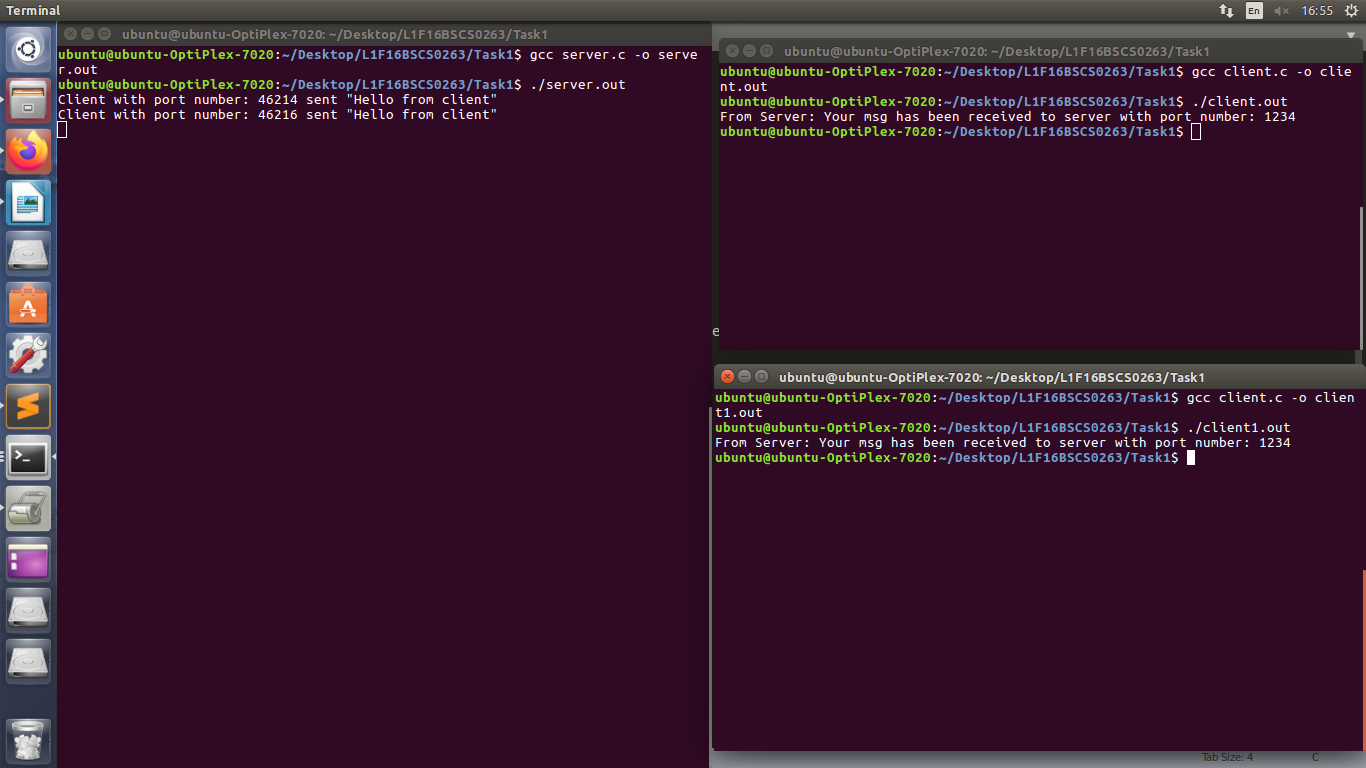 Terminal
En
16:55
ubuntu@ubuntu-OptiPlex-7020: ~/Desktop/L1F16BSCS0263/Task1
ubuntu@ubuntu-OptiPlex-7020:~/Desktop/L1F16BSCS0263/Task1$ gcc server.c -o serve
r.out
ubuntu@ubuntu-OptiPlex-7020:~/Desktop/L1F16BSCS0263/Task1$ ./server.out
Client with port number: 46214 sent "Hello from client"
Client with port number: 46216 sent "Hello from client"
ubuntu@ubuntu-OptiPlex-7020: ~/Desktop/L1F16BSCS0263/Task1
ubuntu@ubuntu-OptiPlex-7020:~/Desktop/L1F16BSCS0263/Task1$ gcc client.c -o clie
nt.out
ubuntu@ubuntu-OptiPlex-7020:~/Desktop/L1F16BSCS0263/Task1$ ./client.out
From Server: Your msg has been received to server with port number: 1234
ubuntu@ubuntu-OptiPlex-7020:~/Desktop/L1F16BSCS0263/Task1$
e
ubuntu@ubuntu-OptiPlex-7020: ~/Desktop/L1F16BSCS0263/Task1
ubuntu@ubuntu-OptiPlex-7020:~/Desktop/L1F16BSCS0263/Task1$ gcc client.c -o clien
t1.out
ubuntu@ubuntu-OptiPlex-7020:~/Desktop/L1F16BSCS0263/Task1$ ./client1.out
From Server: Your msg has been received to server with port number: 1234
ubuntu@ubuntu-OptiPlex-7020:~/Desktop/L1F16BSCS0263/Task1$
Tab Size: 4
C